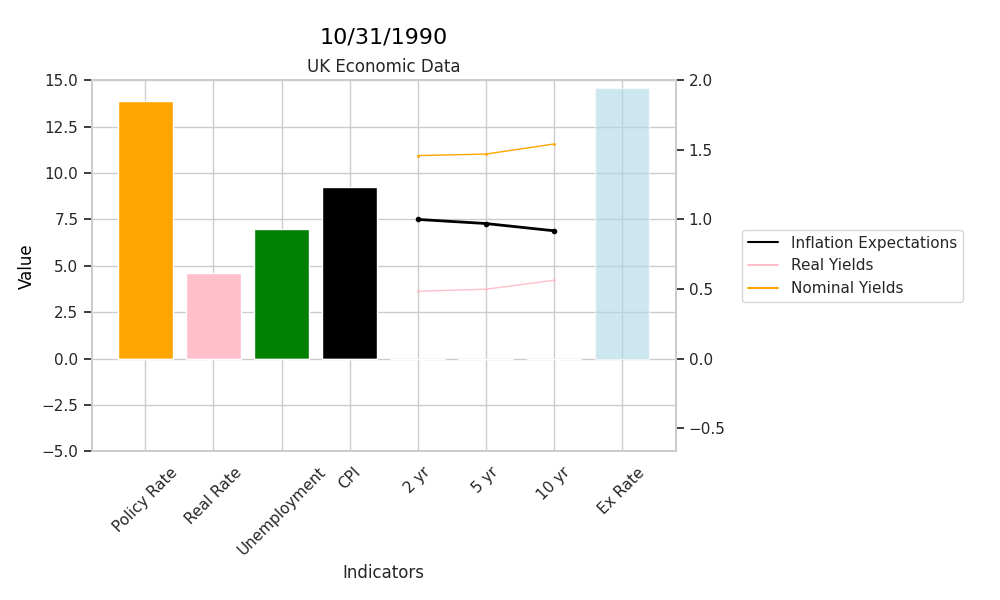 10/31/1990
UK Economic Data
15.0
12.5
10.0
7.5
5.0
2.5
0.0
−2.5
−5.0
Value
2.0
1.5
1.0
0.5
0.0
−0.5
Inflation Expectations
Real Yields
Nominal Yields
Policy Rate
Real Rate
Unemployment
CPI
2 yr
5 yr
10 yr
Ex Rate
Indicators